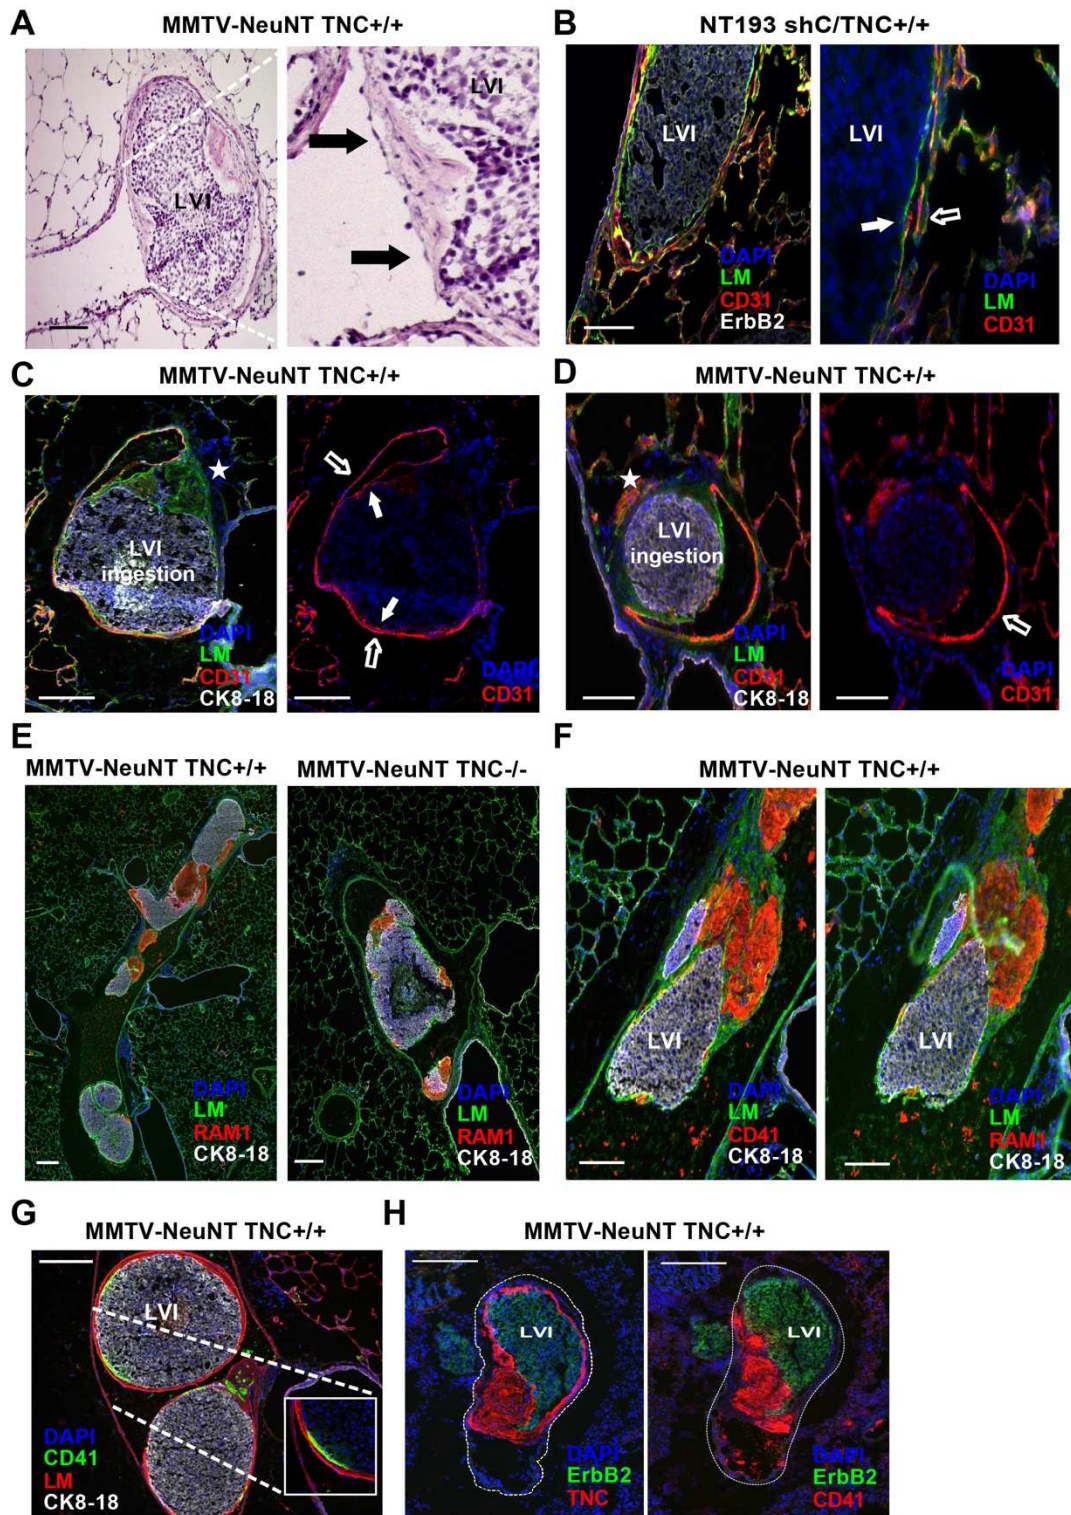 A
MMTV-NeuNT TNC+/+
LVI
LVI
B
NT193 shC/TNC+/+
LVI
DAPI
LM
CD31
ErbB2
LVI
DAPI
LM
CD31
C
MMTV-NeuNT TNC+/+
LVI
ingestion
DAPI
LM
CD31
CK8-18
DAPI
CD31
D
MMTV-NeuNT TNC+/+
LVI
ingestion
DAPI
LM
CD31
CK8-18
DAPI
CD31
E
MMTV-NeuNT TNC+/+
MMTV-NeuNT TNC-/-
DAPI
LM
RAM1
CK8-18
DAPI
LM
RAM1
CK8-18
F
MMTV-NeuNT TNC+/+
LVI
DAPI
LM
CD41
CK8-18
LVI
DAPI
LM
RAM1
CK8-18
G
MMTV-NeuNT TNC+/+
LVI
DAPI
CD41
LM
CK8-18
H
MMTV-NeuNT TNC+/+
LVI
DAPI
ErbB2
TNC
LVI
DAPI
ErbB2
CD41